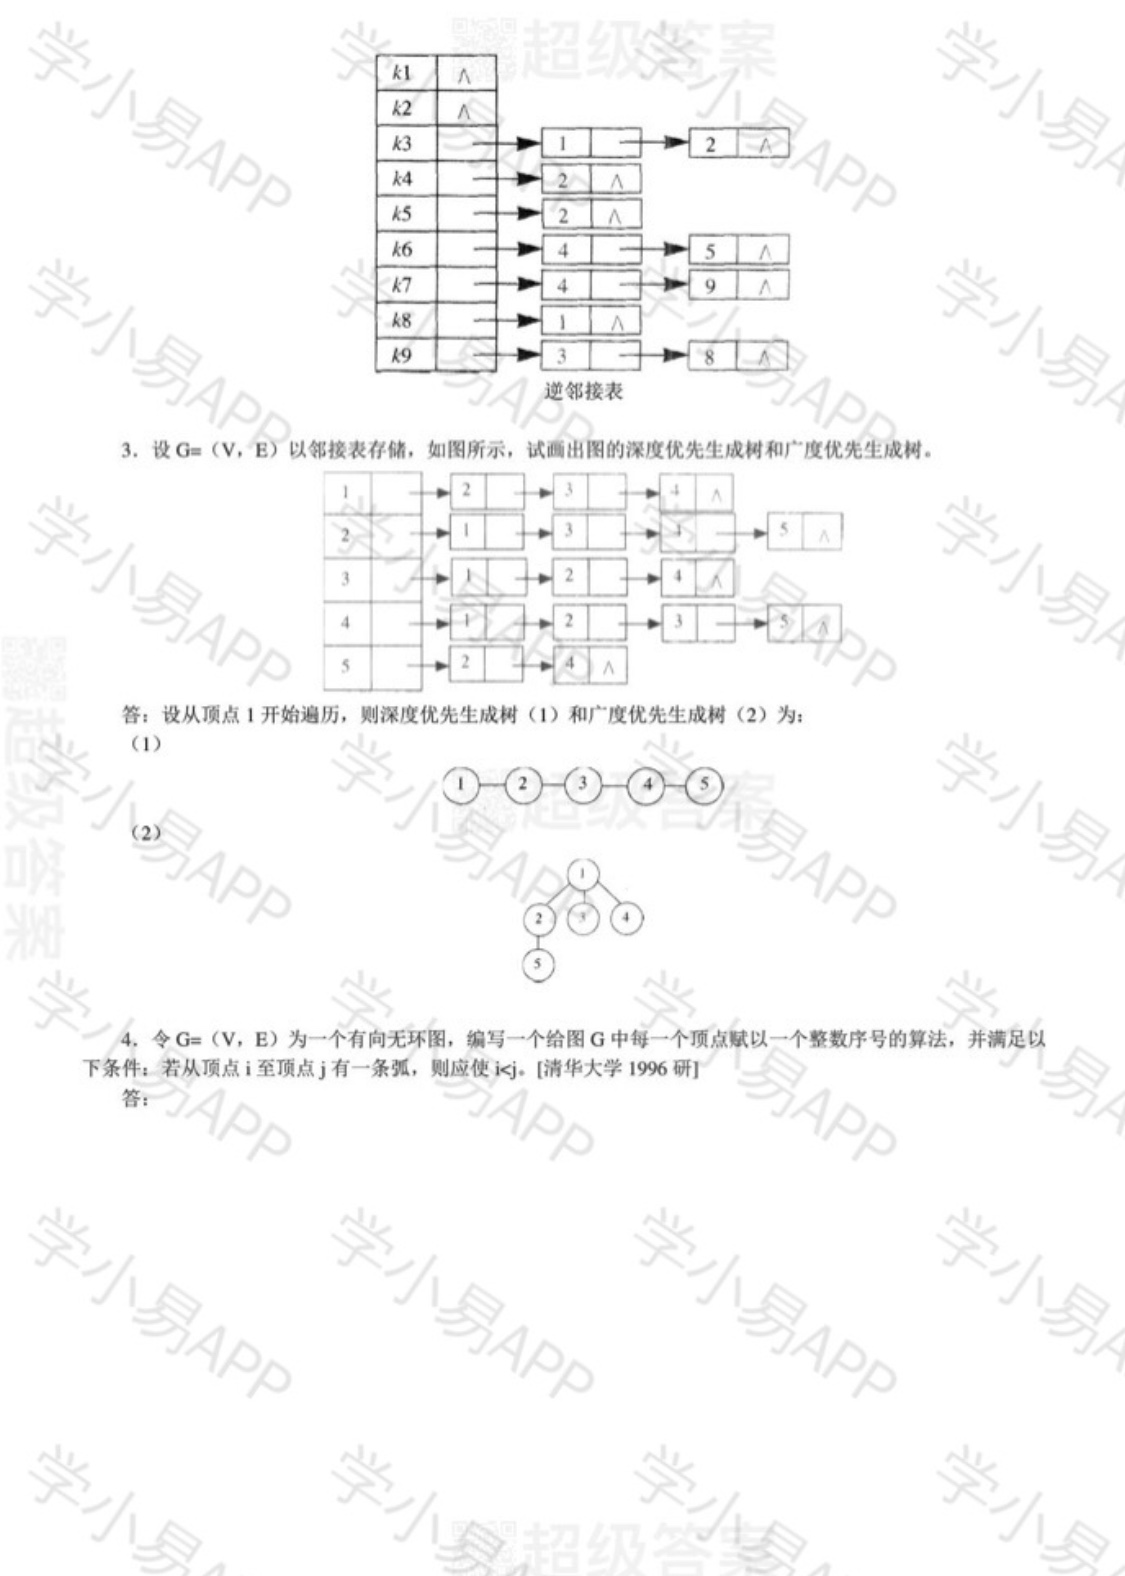 超级答案
k1 ∧
k2 ∧
k3 1 2 ∧
k4 2 ∧
k5 2 ∧
k6 4 5 ∧
k7 4 9 ∧
k8 1 ∧
k9 3 8 ∧
逆邻接表
3．设 G=（V，E）以邻接表存储，如图所示，试画出图的深度优先生成树和广度优先生成树。
1 2 3 4 ∧
2 1 3 4 5 ∧
3 1 2 4 ∧
4 1 2 3 5 ∧
5 2 4 ∧
答：设从顶点 1 开始遍历，则深度优先生成树（1）和广度优先生成树（2）为：
（1）
1 2 3 4 5
（2）
1
2 3 4
5
4．令 G=（V，E）为一个有向无环图，编写一个给图 G 中每一个顶点赋以一个整数序号的算法，并满足以
下条件：若从顶点 i 至顶点 j 有一条弧，则应使 i<j。[清华大学 1996 研]
答：
学小易APP
超级答案